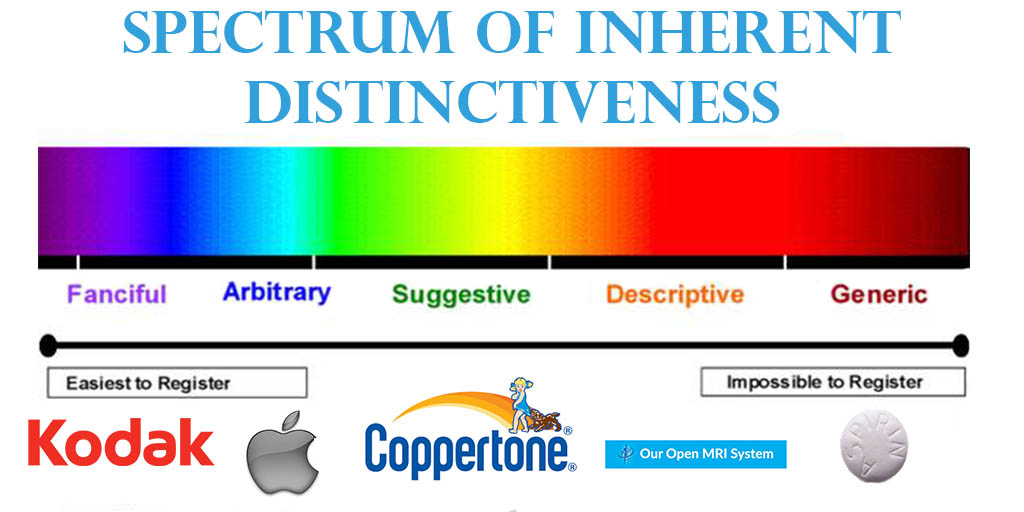 SPECTRUM OF INHERENT
DISTINCTIVENESS
Fanciful Arbitrary Suggestive Descriptive Generic
Easiest to Register Impossible to Register
Kodak
Coppertone®
®
Our Open MRI System
ASPIRIN